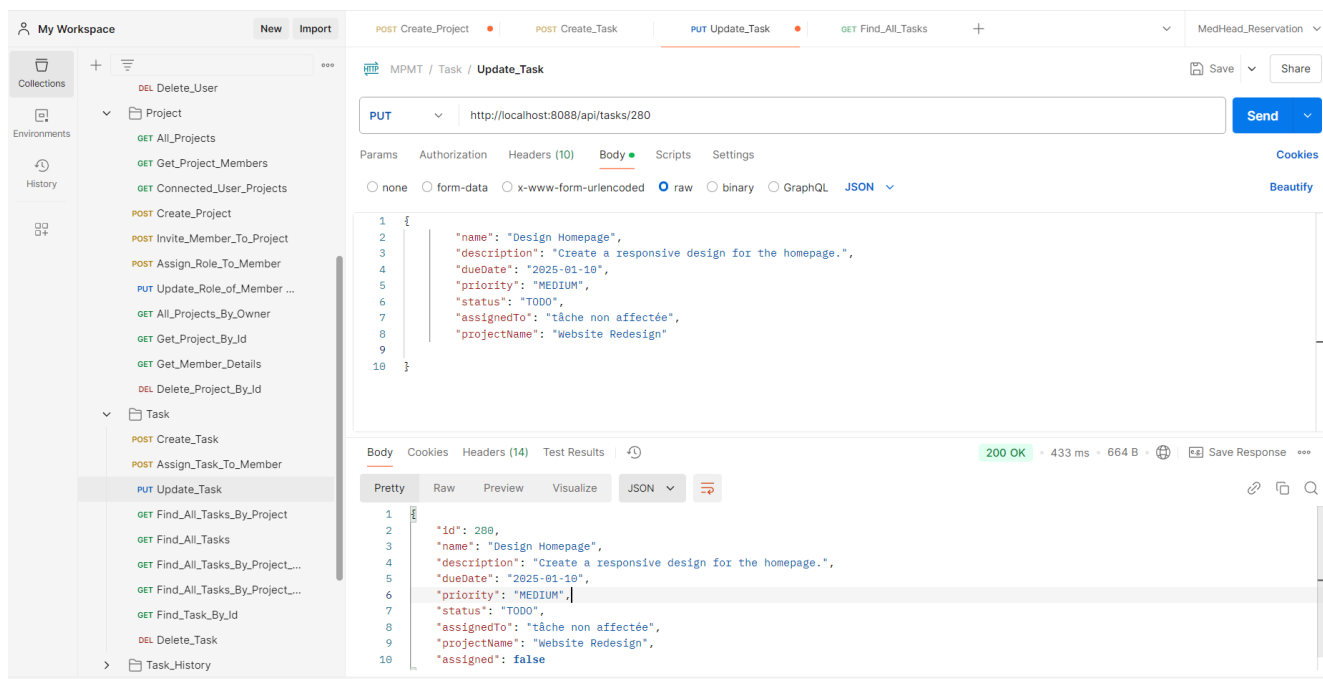 My Workspace New Import
POST Create_Project POST Create_Task PUT Update_Task GET Find_All_Tasks MedHead_Reservation
Collections
Environments
History
DEL Delete_User
Project
GET All_Projects
GET Get_Project_Members
GET Connected_User_Projects
POST Create_Project
POST Invite_Member_To_Project
POST Assign_Role_To_Member
PUT Update_Role_of_Member ...
GET All_Projects_By_Owner
GET Get_Project_By_Id
GET Get_Member_Details
DEL Delete_Project_By_Id
Task
POST Create_Task
POST Assign_Task_To_Member
PUT Update_Task
GET Find_All_Tasks_By_Project
GET Find_All_Tasks
GET Find_All_Tasks_By_Project_...
GET Find_All_Tasks_By_Project_...
GET Find_Task_By_Id
DEL Delete_Task
Task_History
HTTP MPMT / Task / Update_Task Save Share
PUT http://localhost:8088/api/tasks/280 Send
Params Authorization Headers (10) Body Scripts Settings Cookies
none form-data x-www-form-urlencoded raw binary GraphQL JSON Beautify
1 {
2 "name": "Design Homepage",
3 "description": "Create a responsive design for the homepage.",
4 "dueDate": "2025-01-10",
5 "priority": "MEDIUM",
6 "status": "TODO",
7 "assignedTo": "tâche non affectée",
8 "projectName": "Website Redesign"
9
10 }
Body Cookies Headers (14) Test Results 200 OK 433 ms 664 B e.g. Save Response
Pretty Raw Preview Visualize JSON
1 {
2 "id": 280,
3 "name": "Design Homepage",
4 "description": "Create a responsive design for the homepage.",
5 "dueDate": "2025-01-10",
6 "priority": "MEDIUM",
7 "status": "TODO",
8 "assignedTo": "tâche non affectée",
9 "projectName": "Website Redesign",
10 "assigned": false